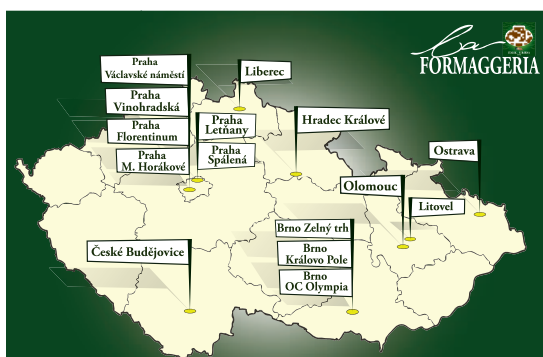 la
FORMAGGERIA
Praha
Václavské náměstí
Praha
Vinohradská
Praha
Florentinum
Praha
M. Horákové
Praha
Letňany
Praha
Spálená
Liberec
Hradec Králové
Ostrava
Olomouc
Litovel
Brno Zelný trh
Brno
Královo Pole
Brno
OC Olympia
České Budějovice